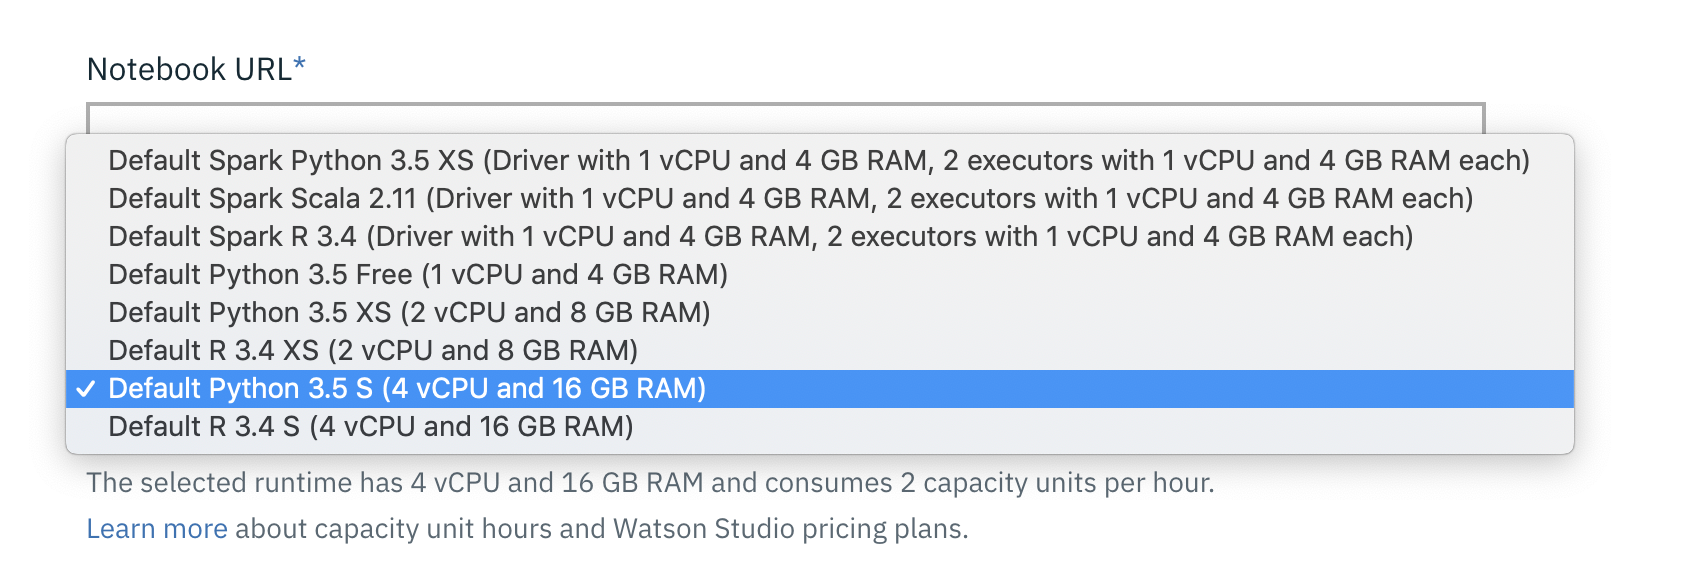 Notebook URL*
Default Spark Python 3.5 XS (Driver with 1 vCPU and 4 GB RAM, 2 executors with 1 vCPU and 4 GB RAM each)
Default Spark Scala 2.11 (Driver with 1 vCPU and 4 GB RAM, 2 executors with 1 vCPU and 4 GB RAM each)
Default Spark R 3.4 (Driver with 1 vCPU and 4 GB RAM, 2 executors with 1 vCPU and 4 GB RAM each)
Default Python 3.5 Free (1 vCPU and 4 GB RAM)
Default Python 3.5 XS (2 vCPU and 8 GB RAM)
Default R 3.4 XS (2 vCPU and 8 GB RAM)
✓ Default Python 3.5 S (4 vCPU and 16 GB RAM)
Default R 3.4 S (4 vCPU and 16 GB RAM)
The selected runtime has 4 vCPU and 16 GB RAM and consumes 2 capacity units per hour.
Learn more about capacity unit hours and Watson Studio pricing plans.